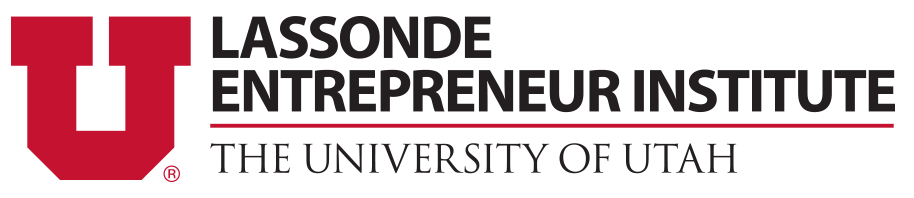 U
LASSONDE
ENTREPRENEUR INSTITUTE
THE UNIVERSITY OF UTAH
®